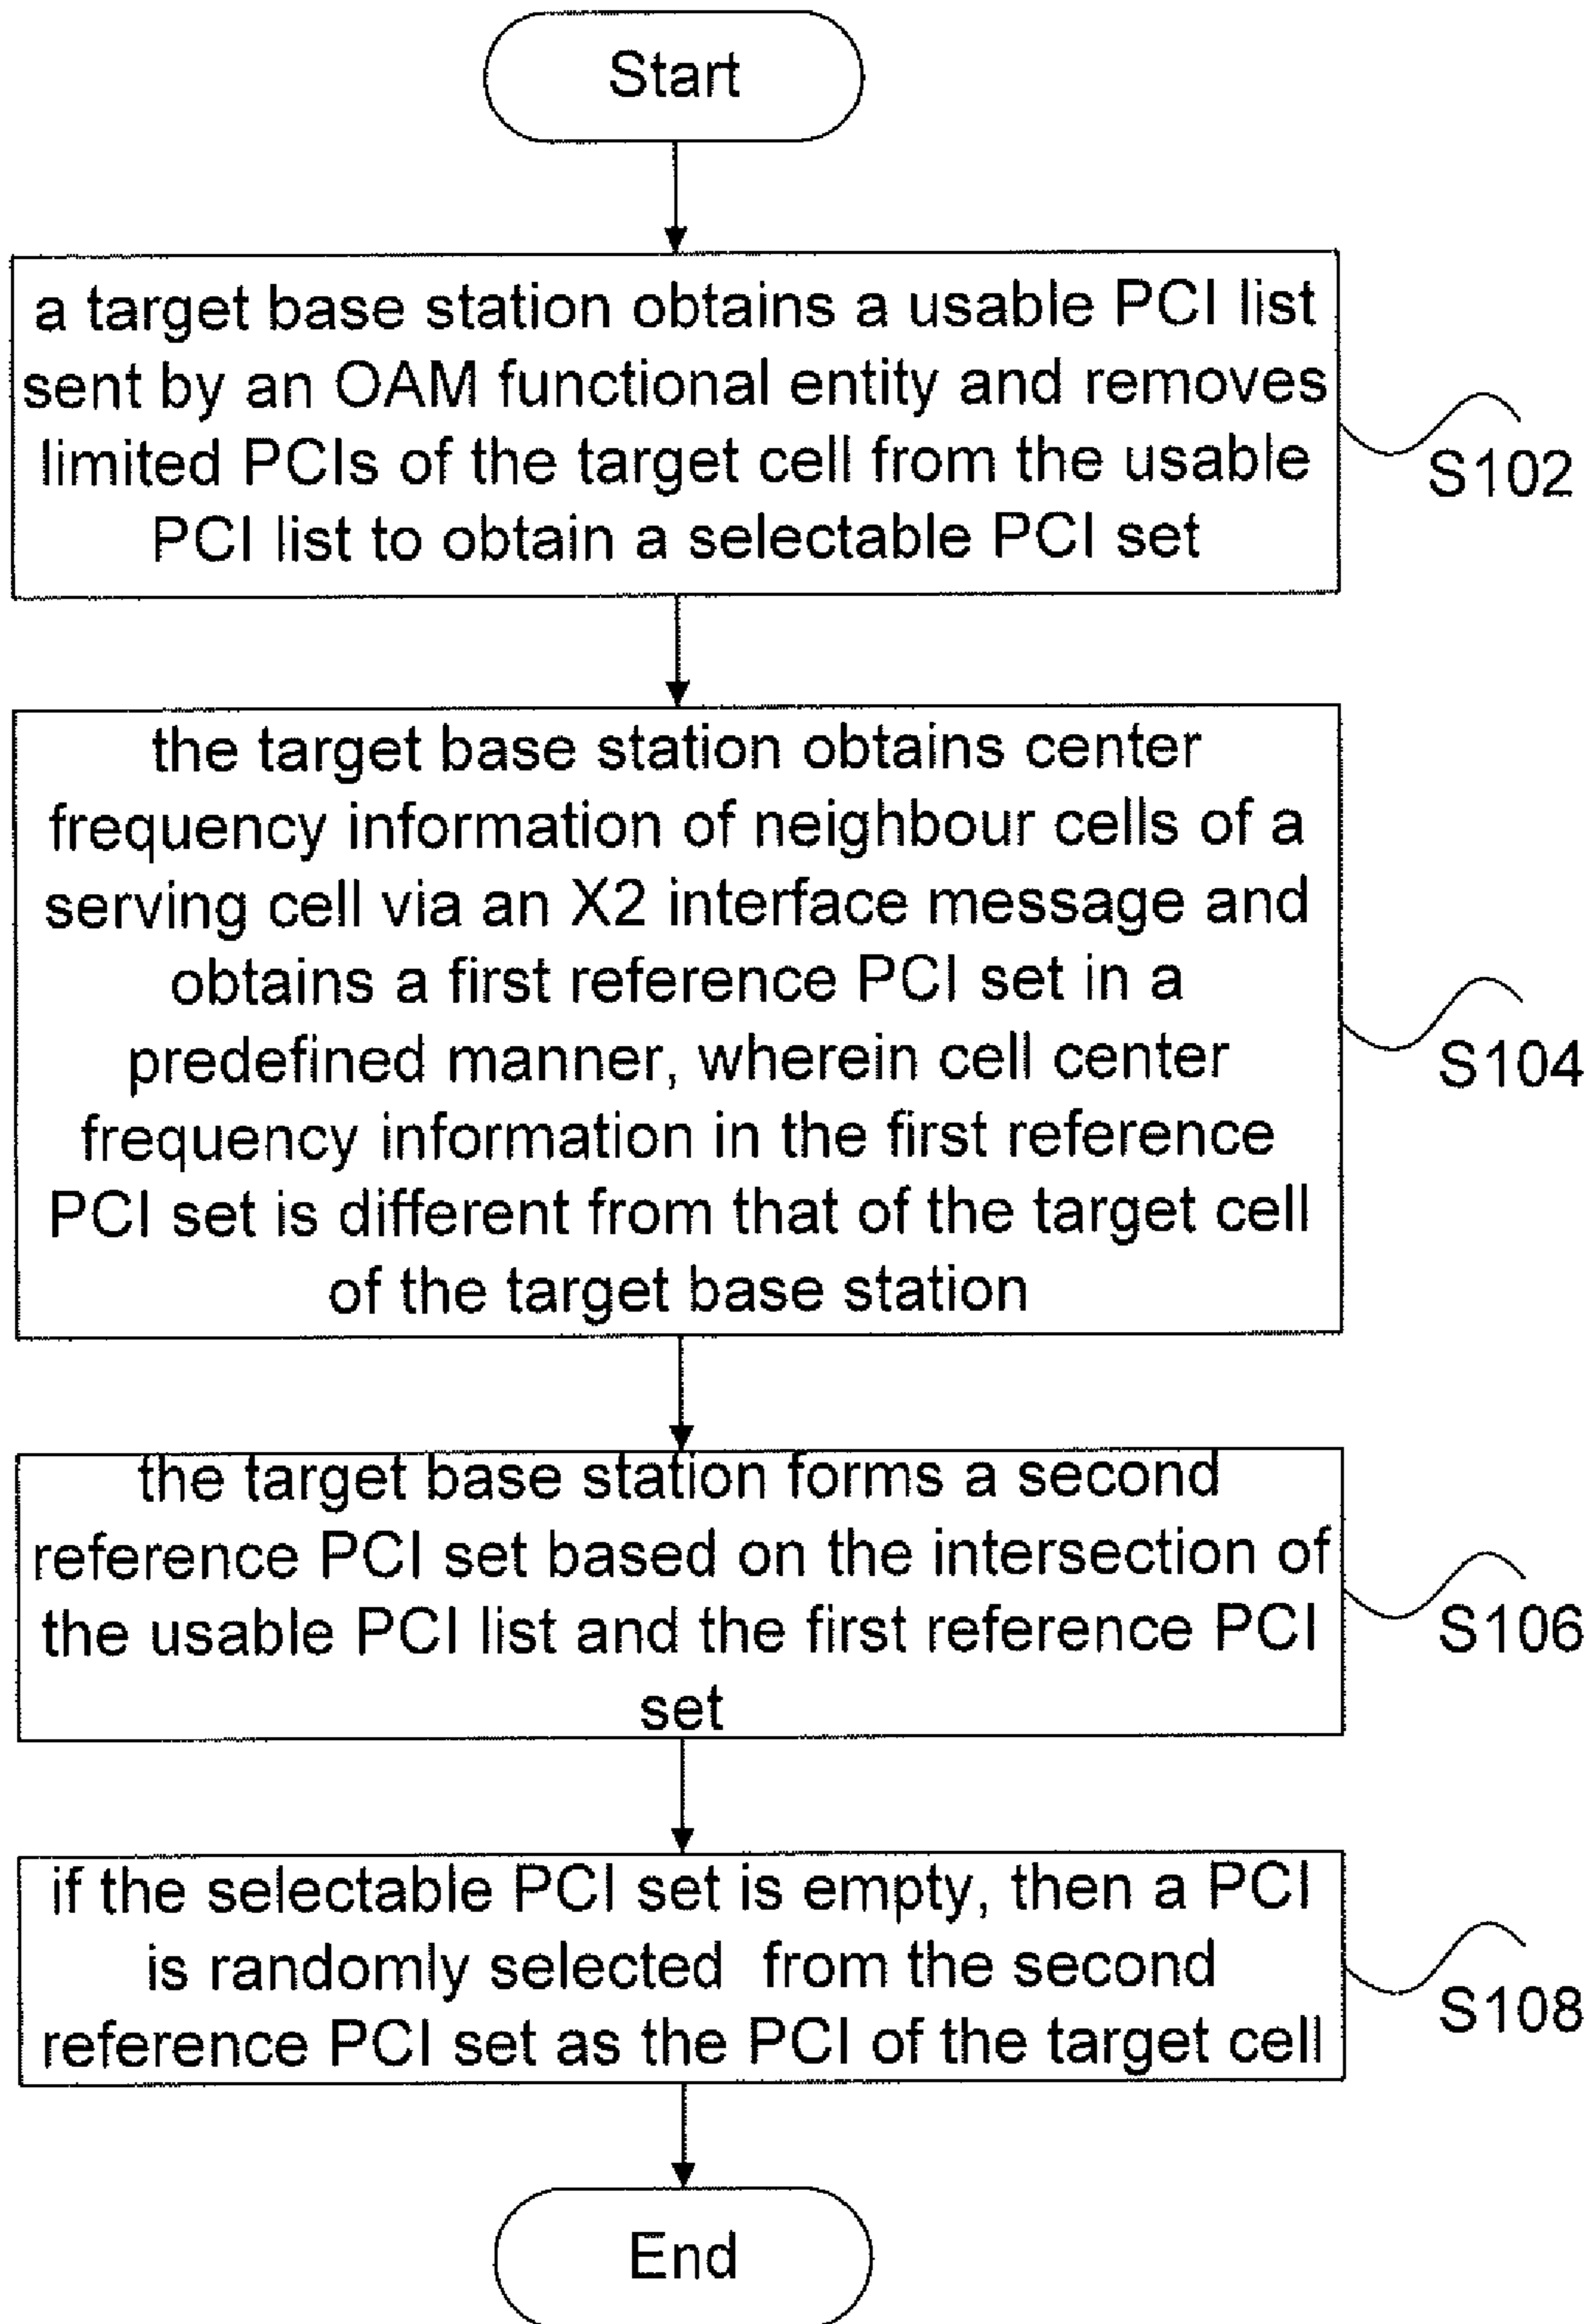 Start
a target base station obtains a usable PCI list
sent by an OAM functional entity and removes
limited PCIs of the target cell from the usable
PCI list to obtain a selectable PCI set
S102
the target base station obtains center
frequency information of neighbour cells of a
serving cell via an X2 interface message and
obtains a first reference PCI set in a
predefined manner, wherein cell center
frequency information in the first reference
PCI set is different from that of the target cell
of the target base station
S104
the target base station forms a second
reference PCI set based on the intersection of
the usable PCI list and the first reference PCI
set
S106
if the selectable PCI set is empty, then a PCI
is randomly selected from the second
reference PCI set as the PCI of the target cell
S108
End